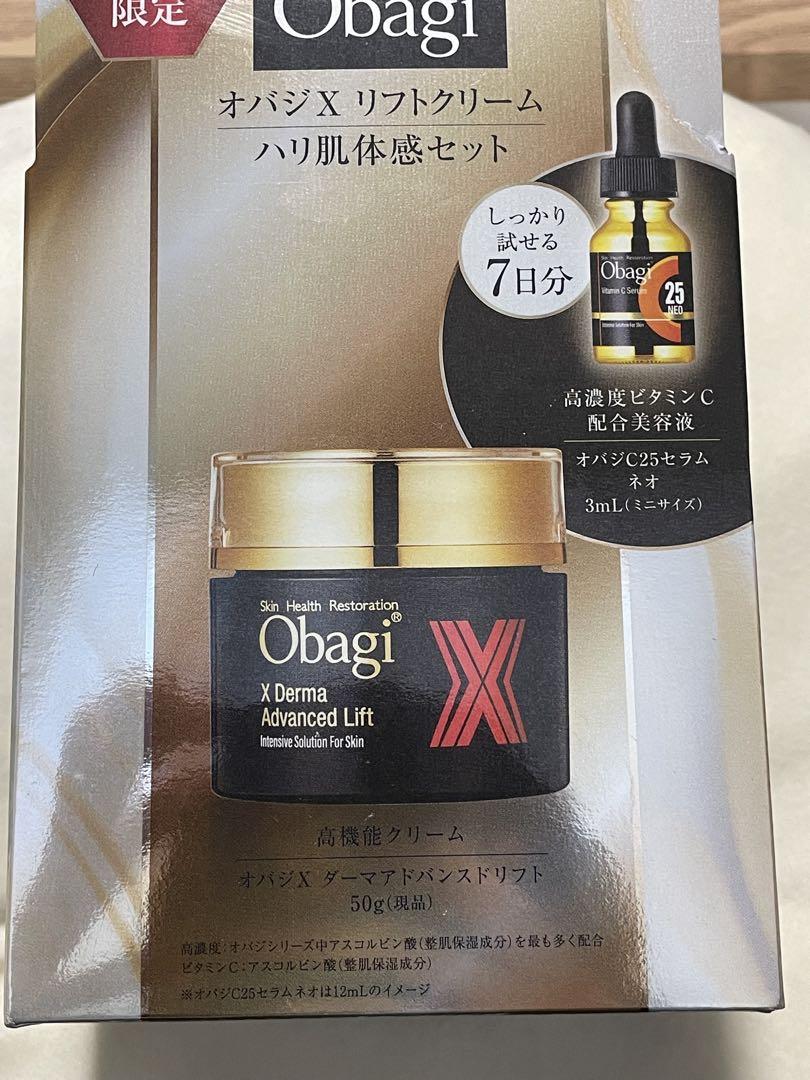 限定
Obagi
オバジX リフトクリーム
ハリ肌体感セット
しっかり
試せる
7日分
Skin Health Restoration
Obagi
Vitamin C Serum
25
NEO
Intensive Solution For Skin
高濃度ビタミンC
配合美容液
オバジC25セラム
ネオ
3mL(ミニサイズ)
Skin Health Restoration
Obagi®
X Derma
Advanced Lift
Intensive Solution For Skin
X
高機能クリーム
オバジX ダーマアドバンスドリフト
50g(現品)
高濃度:オバジシリーズ中アスコルビン酸(整肌保湿成分)を最も多く配合
ビタミンC:アスコルビン酸(整肌保湿成分)
※オバジC25セラムネオは12mLのイメージ